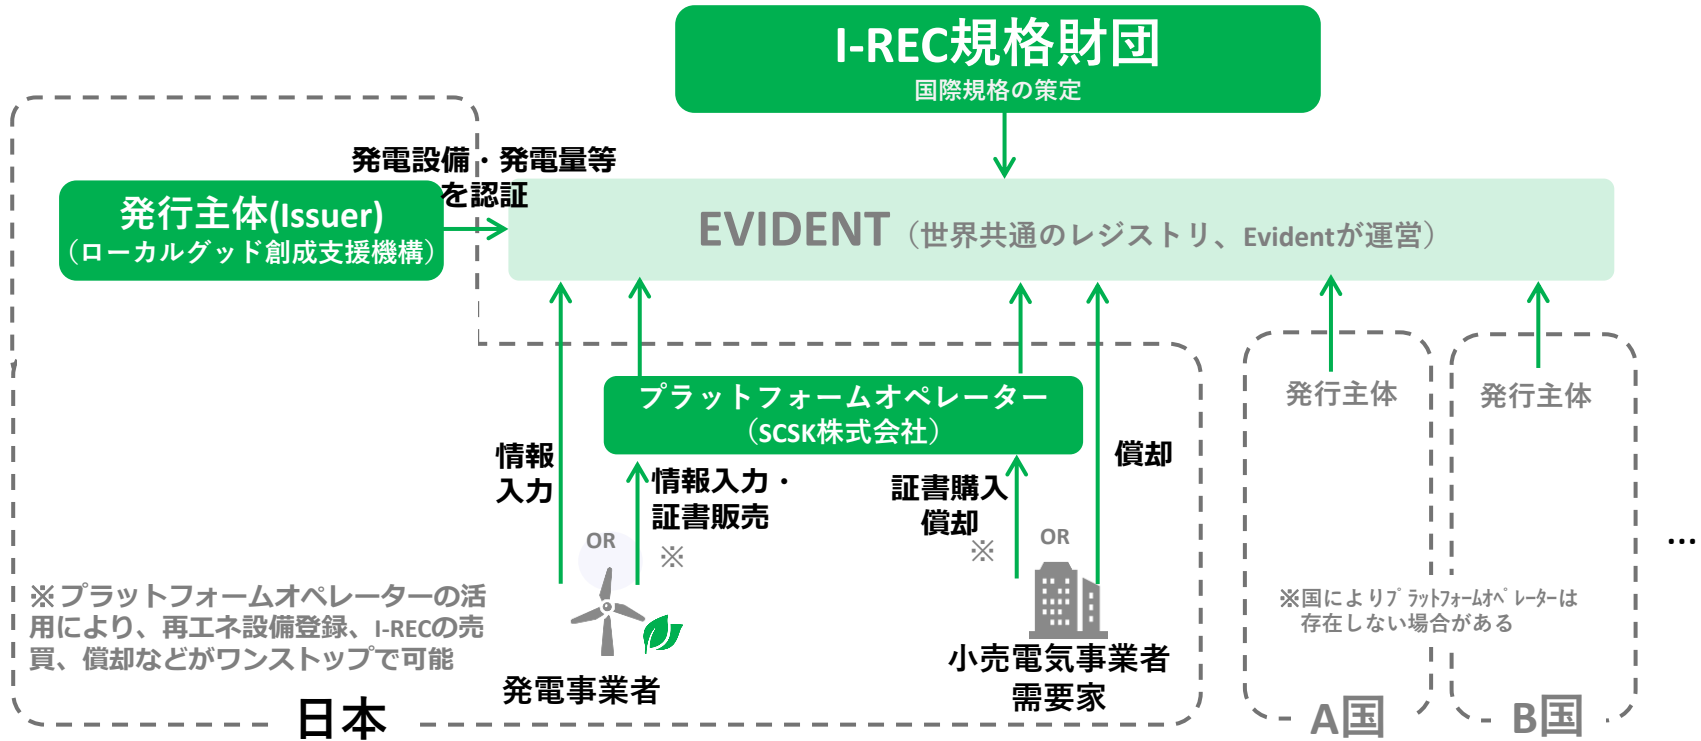 I-REC規格財団
国際規格の策定
発電設備・発電量等
を認証
発行主体(Issuer)
（ローカルグッド創成支援機構）
EVIDENT（世界共通のレジストリ、Evidentが運営）
プラットフォームオペレーター
（SCSK株式会社）
発行主体
発行主体
情報
入力
情報入力・
証書販売
※
証書購入
償却
※
償却
OR
OR
…
※プラットフォームオペレーターの活
用により、再エネ設備登録、I-RECの売
買、償却などがワンストップで可能
※国によりﾌﾟﾗｯﾄﾌｫｰﾑｵﾍﾟﾚｰﾀｰは
存在しない場合がある
発電事業者
小売電気事業者
需要家
日本
A国
B国